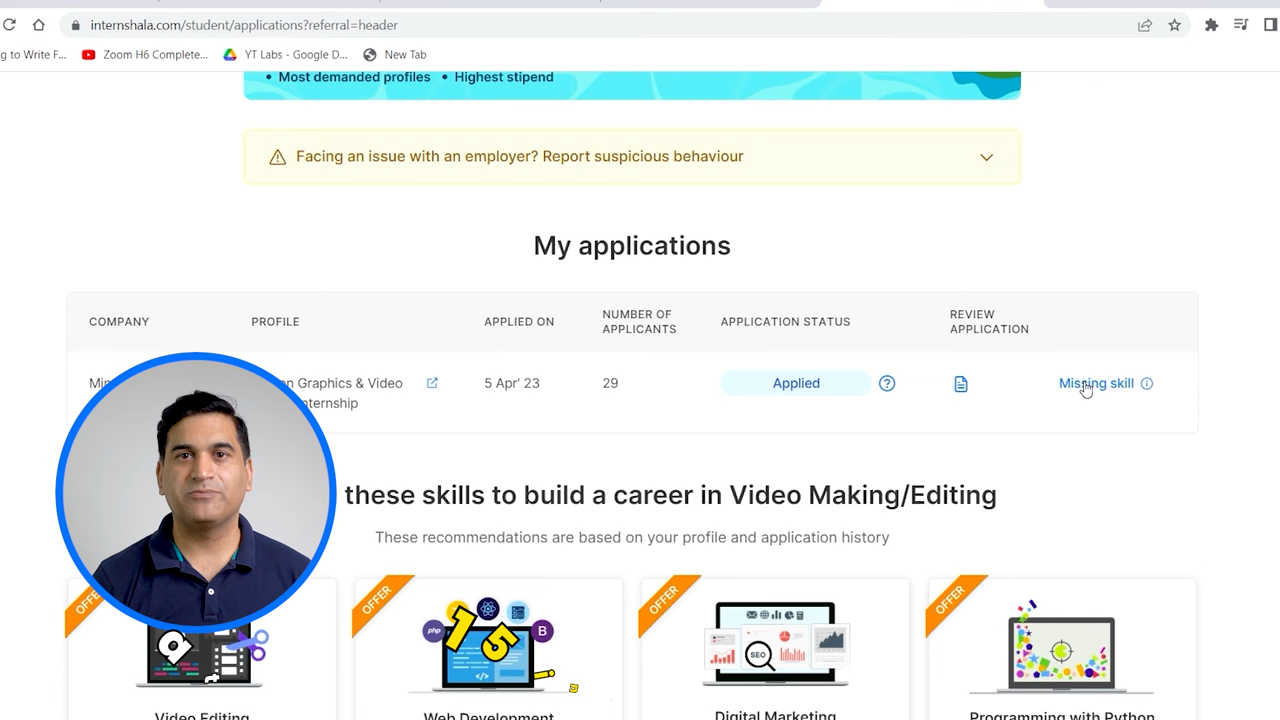 internshala.com/student/applications?referral=header
g to Write F...
Zoom H6 Complete...
YT Labs - Google D...
New Tab
• Most demanded profiles • Highest stipend
Facing an issue with an employer? Report suspicious behaviour
My applications
COMPANY
PROFILE
APPLIED ON
NUMBER OF
APPLICANTS
APPLICATION STATUS
REVIEW
APPLICATION
Graphics & Video
5 Apr' 23
29
Applied
?
Missing skill
these skills to build a career in Video Making/Editing
These recommendations are based on your profile and application history
OFFER
OFFER
OFFER
php
B
15
SEO
Video Editing
Web Development
Digital Marketing
Programming with Python